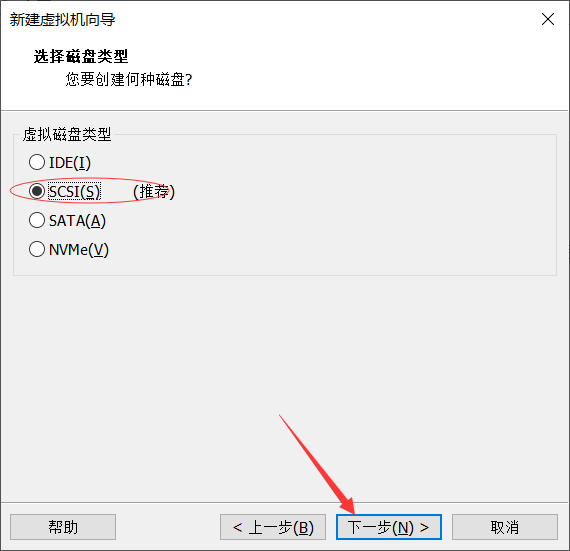 新建虚拟机向导
选择磁盘类型
您要创建何种磁盘?
虚拟磁盘类型
IDE(I)
SCSI(S) (推荐)
SATA(A)
NVMe(V)
帮助 < 上一步(B) 下一步(N) > 取消